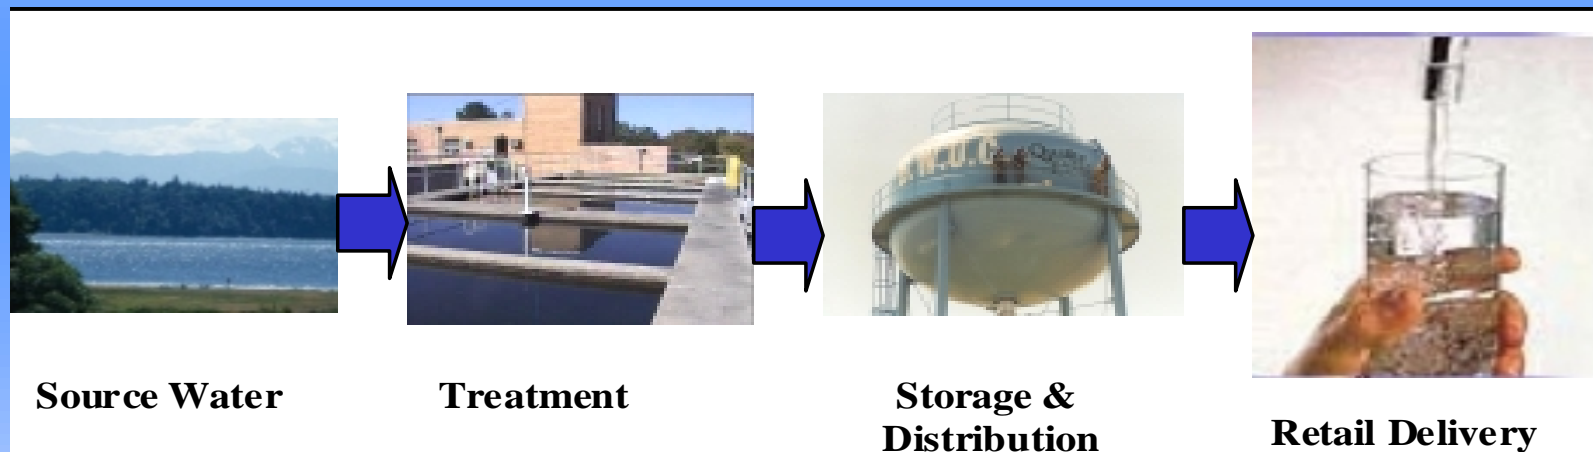 W.U.C
Source Water
Treatment
Storage &
Distribution
Retail Delivery